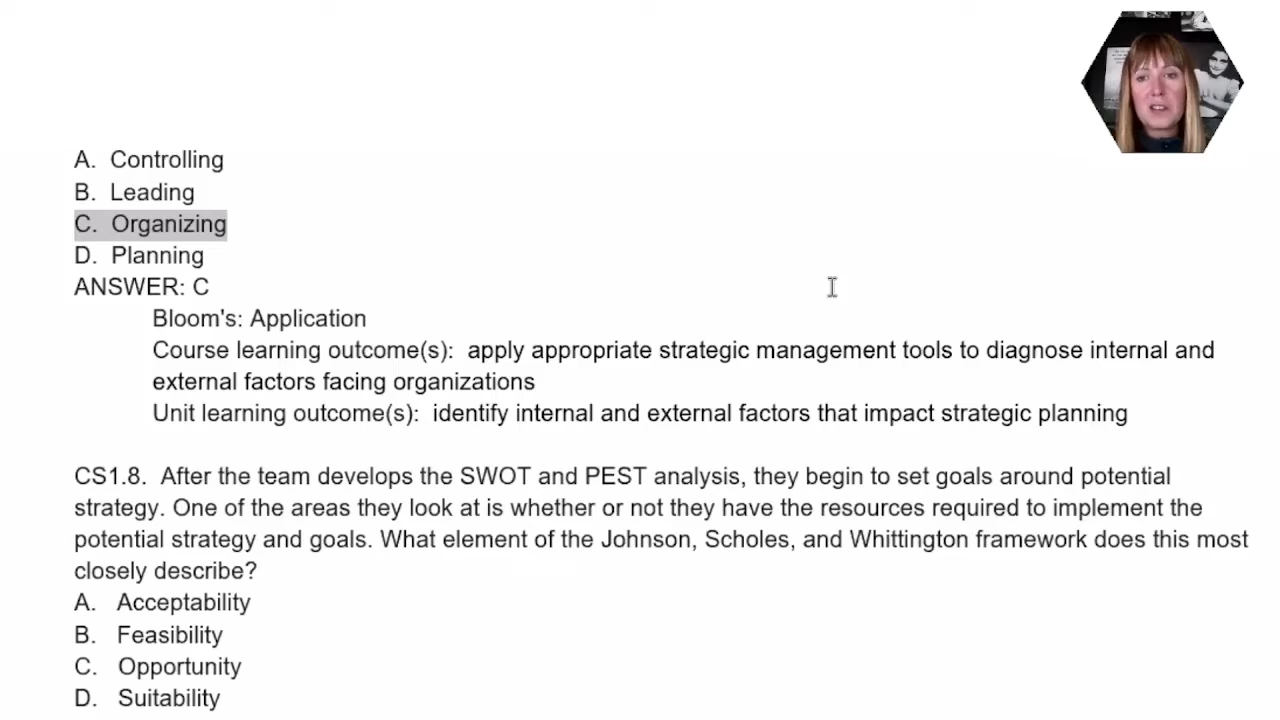 A. Controlling
B. Leading
C. Organizing
D. Planning
ANSWER: C
Bloom's: Application
Course learning outcome(s): apply appropriate strategic management tools to diagnose internal and
external factors facing organizations
Unit learning outcome(s): identify internal and external factors that impact strategic planning
CS1.8. After the team develops the SWOT and PEST analysis, they begin to set goals around potential
strategy. One of the areas they look at is whether or not they have the resources required to implement the
potential strategy and goals. What element of the Johnson, Scholes, and Whittington framework does this most
closely describe?
A. Acceptability
B. Feasibility
C. Opportunity
D. Suitability